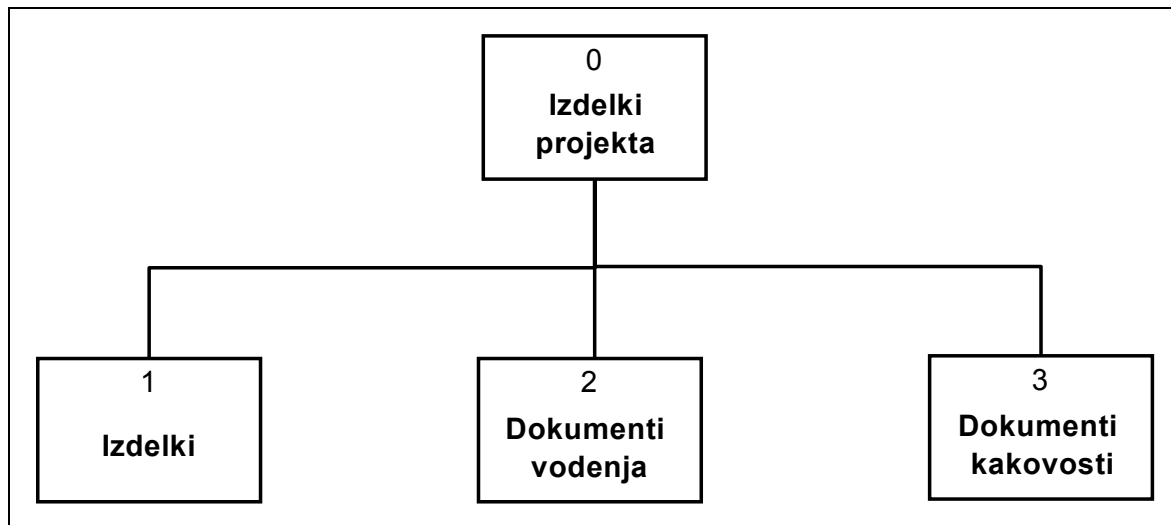 0
Izdelki
projekta
1
Izdelki
2
Dokumenti
vodenja
3
Dokumenti
kakovosti